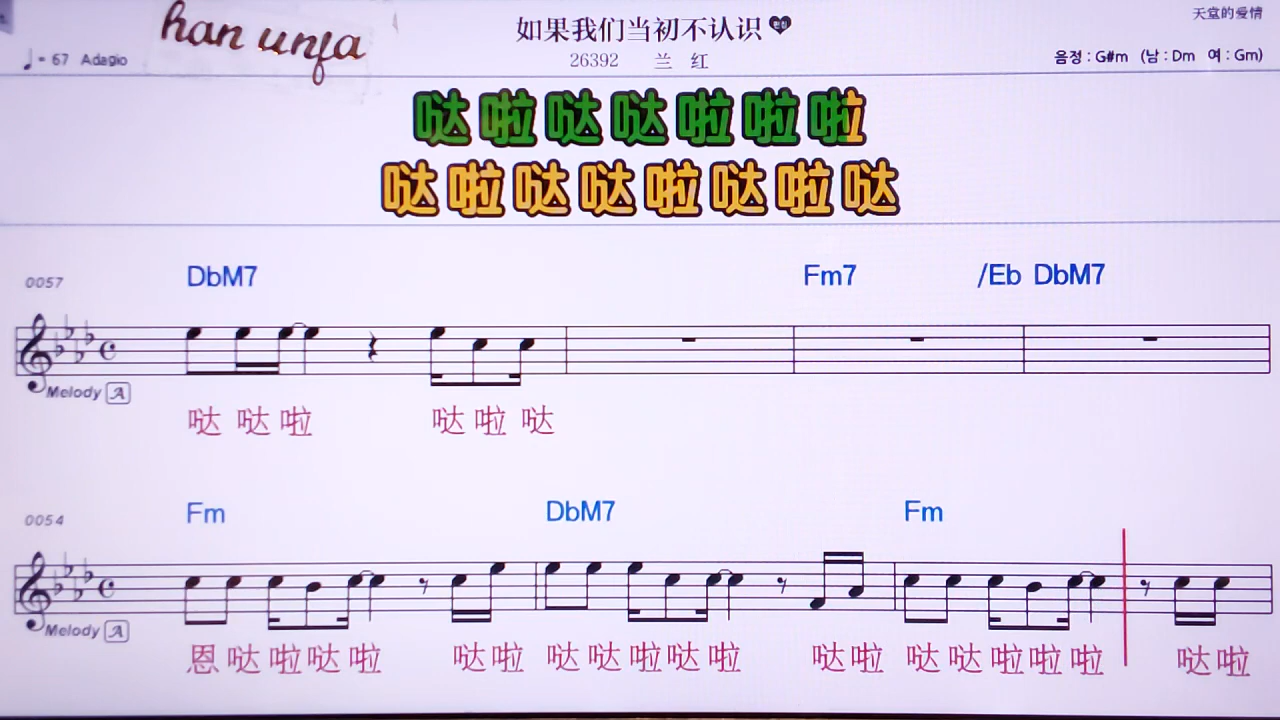 han unfa
如果我们当初不认识
天堂的爱情
= 67 Adagio
26392 兰 红
음정 : G#m (남 : Dm 여 : Gm)
哒啦哒哒啦啦啦
哒啦哒哒啦哒啦哒
0057 DbM7 Fm7 /Eb DbM7
Melody A
哒 哒 啦 哒 啦 哒
0054 Fm DbM7 Fm
Melody A
恩 哒 啦 哒 啦 哒 啦 哒 哒 啦 哒 啦 哒 啦 哒 哒 啦 啦 啦 哒 啦